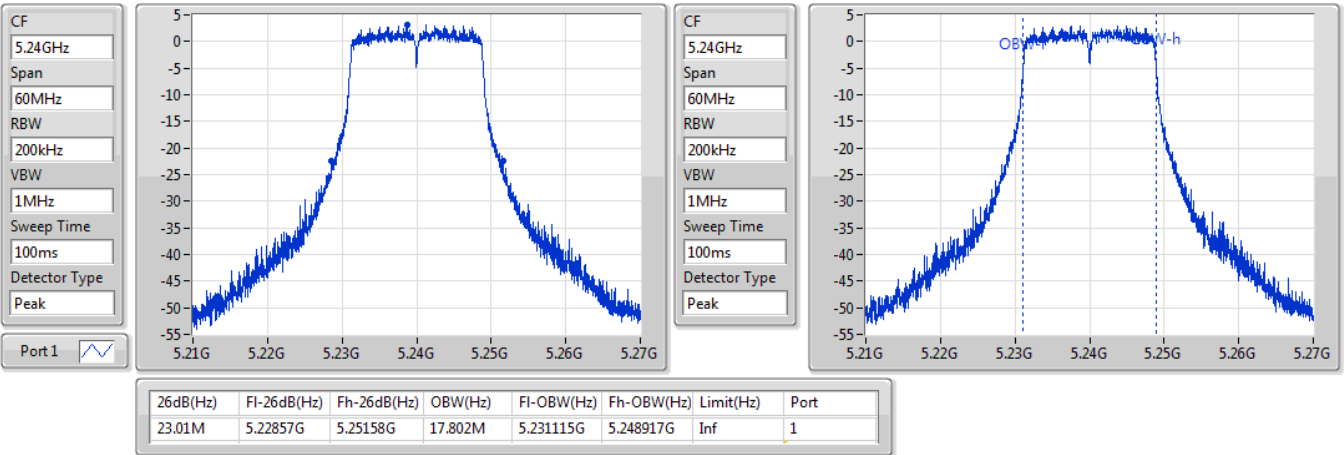 CF
5.24GHz
Span
60MHz
RBW
200kHz
VBW
1MHz
Sweep Time
100ms
Detector Type
Peak
Port 1
5
0
-5
-10
-15
-20
-25
-30
-35
-40
-45
-50
-55
5.21G 5.22G 5.23G 5.24G 5.25G 5.26G 5.27G
CF
5.24GHz
Span
60MHz
RBW
200kHz
VBW
1MHz
Sweep Time
100ms
Detector Type
Peak
5
0
-5
-10
-15
-20
-25
-30
-35
-40
-45
-50
-55
5.21G 5.22G 5.23G 5.24G 5.25G 5.26G 5.27G
26dB(Hz) Fl-26dB(Hz) Fh-26dB(Hz) OBW(Hz) Fl-OBW(Hz) Fh-OBW(Hz) Limit(Hz) Port
23.01M 5.22857G 5.25158G 17.802M 5.231115G 5.248917G Inf 1